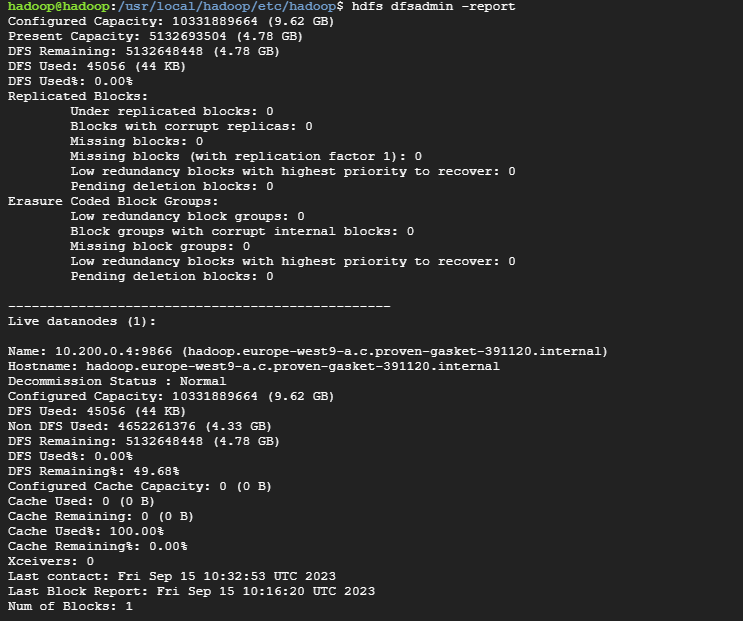 hadoop@hadoop:/usr/local/hadoop/etc/hadoop$ hdfs dfsadmin -report
Configured Capacity: 10331889664 (9.62 GB)
Present Capacity: 5132693504 (4.78 GB)
DFS Remaining: 5132648448 (4.78 GB)
DFS Used: 45056 (44 KB)
DFS Used%: 0.00%
Replicated Blocks:
        Under replicated blocks: 0
        Blocks with corrupt replicas: 0
        Missing blocks: 0
        Missing blocks (with replication factor 1): 0
        Low redundancy blocks with highest priority to recover: 0
        Pending deletion blocks: 0
Erasure Coded Block Groups:
        Low redundancy block groups: 0
        Block groups with corrupt internal blocks: 0
        Missing block groups: 0
        Low redundancy blocks with highest priority to recover: 0
        Pending deletion blocks: 0
-------------------------------------------------
Live datanodes (1):
Name: 10.200.0.4:9866 (hadoop.europe-west9-a.c.proven-gasket-391120.internal)
Hostname: hadoop.europe-west9-a.c.proven-gasket-391120.internal
Decommission Status : Normal
Configured Capacity: 10331889664 (9.62 GB)
DFS Used: 45056 (44 KB)
Non DFS Used: 4652261376 (4.33 GB)
DFS Remaining: 5132648448 (4.78 GB)
DFS Used%: 0.00%
DFS Remaining%: 49.68%
Configured Cache Capacity: 0 (0 B)
Cache Used: 0 (0 B)
Cache Remaining: 0 (0 B)
Cache Used%: 100.00%
Cache Remaining%: 0.00%
Xceivers: 0
Last contact: Fri Sep 15 10:32:53 UTC 2023
Last Block Report: Fri Sep 15 10:16:20 UTC 2023
Num of Blocks: 1